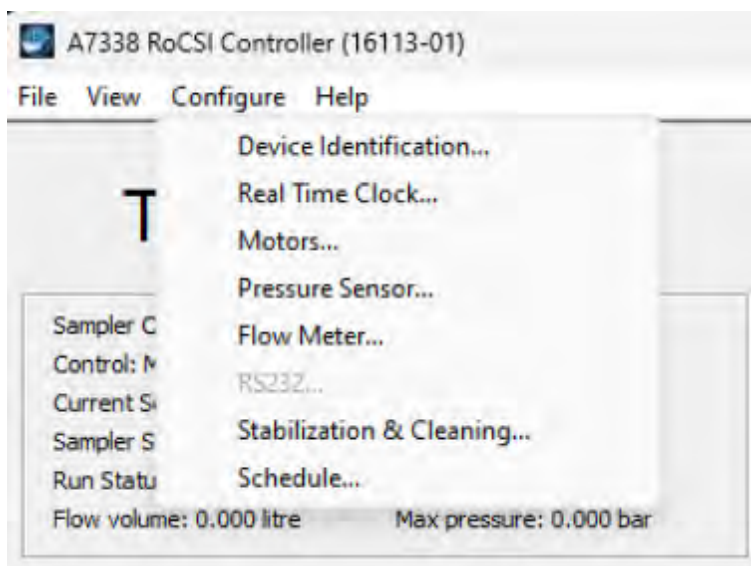 A7338 RoCSI Controller (16113-01)
File View Configure Help
Device Identification...
Real Time Clock...
T
Motors...
Pressure Sensor...
Sampler C
Flow Meter...
Control: M
RS232...
Current Se
Stabilization & Cleaning...
Sampler S
Schedule...
Run Statu
Flow volume: 0.000 litre Max pressure: 0.000 bar